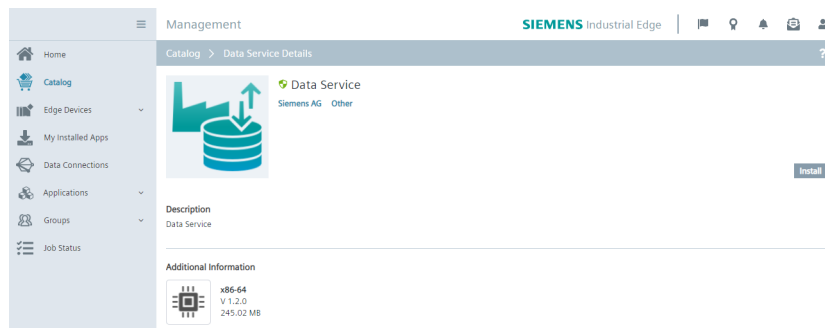 Management
SIEMENS Industrial Edge
Home
Catalog
Edge Devices
My Installed Apps
Data Connections
Applications
Groups
Job Status
Catalog > Data Service Details
?
Data Service
Siemens AG Other
Install
Description
Data Service
Additional Information
x86-64
V 1.2.0
245.02 MB